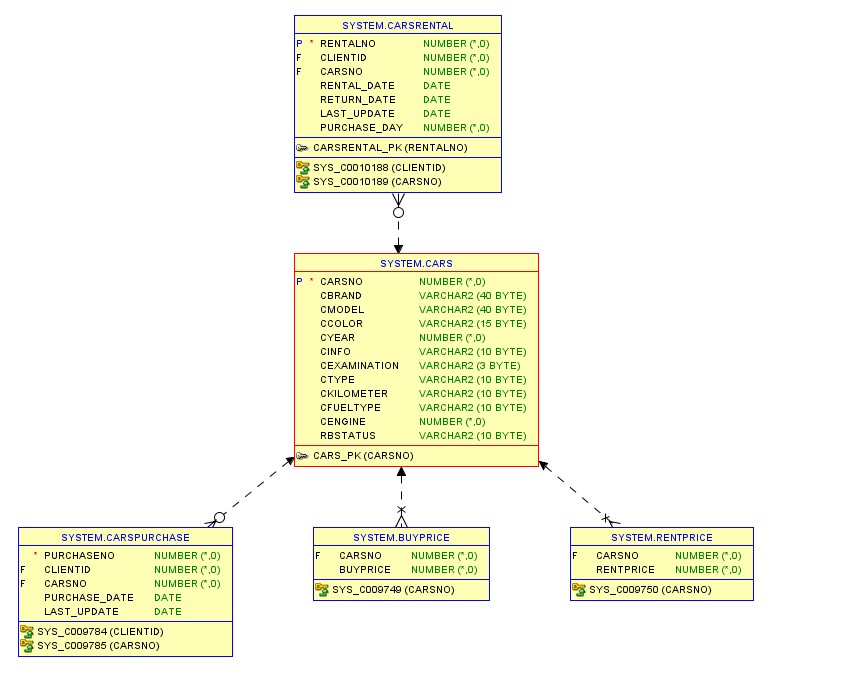 SYSTEM.CARSRENTAL
P * RENTALNO NUMBER (*,0)
F CLIENTID NUMBER (*,0)
F CARSNO NUMBER (*,0)
RENTAL_DATE DATE
RETURN_DATE DATE
LAST_UPDATE DATE
PURCHASE_DAY NUMBER (*,0)
CARSRENTAL_PK (RENTALNO)
SYS_C0010188 (CLIENTID)
SYS_C0010189 (CARSNO)
SYSTEM.CARS
P * CARSNO NUMBER (*,0)
CBRAND VARCHAR2 (40 BYTE)
CMODEL VARCHAR2 (40 BYTE)
CCOLOR VARCHAR2 (15 BYTE)
CYEAR NUMBER (*,0)
CINFO VARCHAR2 (10 BYTE)
CEXAMINATION VARCHAR2 (3 BYTE)
CTYPE VARCHAR2 (10 BYTE)
CKILOMETER VARCHAR2 (10 BYTE)
CFUELTYPE VARCHAR2 (10 BYTE)
CENGINE NUMBER (*,0)
RBSTATUS VARCHAR2 (10 BYTE)
CARS_PK (CARSNO)
SYSTEM.CARSPURCHASE
* PURCHASENO NUMBER (*,0)
F CLIENTID NUMBER (*,0)
F CARSNO NUMBER (*,0)
PURCHASE_DATE DATE
LAST_UPDATE DATE
SYS_C009784 (CLIENTID)
SYS_C009785 (CARSNO)
SYSTEM.BUYPRICE
F CARSNO NUMBER (*,0)
BUYPRICE NUMBER (*,0)
SYS_C009749 (CARSNO)
SYSTEM.RENTPRICE
F CARSNO NUMBER (*,0)
RENTPRICE NUMBER (*,0)
SYS_C009750 (CARSNO)